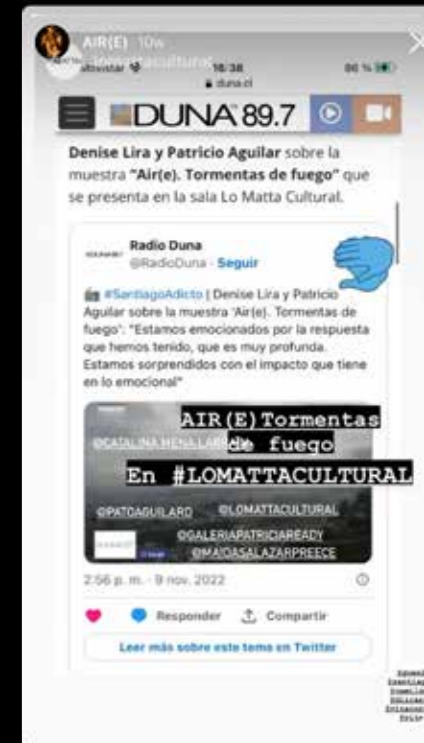 AIR(E) 10w
lomattacultural
16:38
duna.cl
DUNA 89.7
Denise Lira y Patricio Aguilar sobre la
muestra "Air(e). Tormentas de fuego" que
se presenta en la sala Lo Matta Cultural.
Radio Duna
@RadioDuna · Seguir
#SantiagoAdicto | Denise Lira y Patricio
Aguilar sobre la muestra 'Air(e). Tormentas de
fuego': "Estamos emocionados por la respuesta
que hemos tenido, que es muy profunda.
Estamos sorprendidos con el impacto que tiene
en lo emocional"
AIR(E) Tormentas
@CATALINA.MENA.LARRAIN de fuego
En #LOMATTACULTURAL
@PATOAGUILARD @LOMATTACULTURAL
@GALERIAPATRICIAREADY
@MAIDASALAZARPREECE
2:56 p. m. · 9 nov. 2022
Responder Compartir
Leer más sobre este tema en Twitter